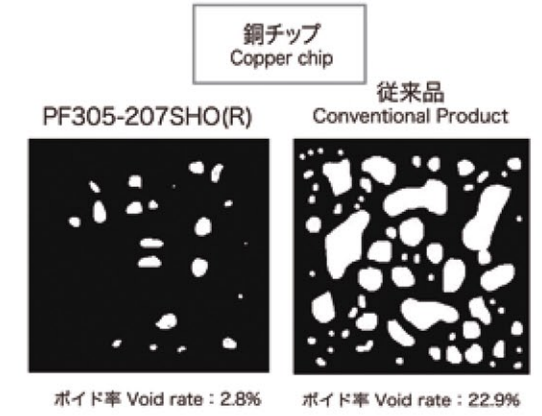 銅チップ
Copper chip
PF305-207SHO(R)
従来品
Conventional Product
ボイド率 Void rate：2.8%
ボイド率 Void rate：22.9%